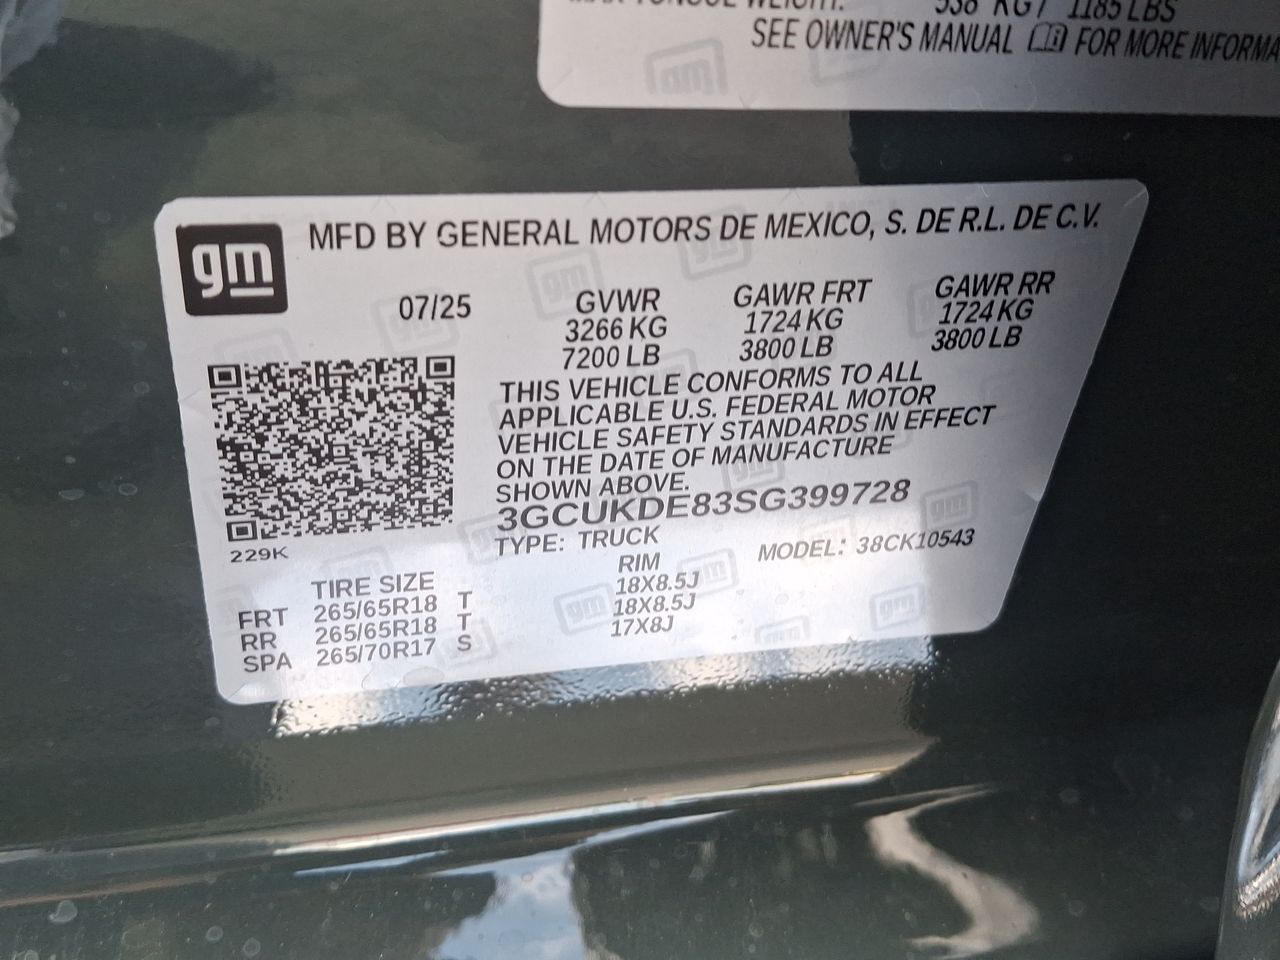 538 KG / 1185 LBS
SEE OWNER'S MANUAL FOR MORE
gm
MFD BY GENERAL MOTORS DE MEXICO, S. DE R.L. DE C.V.
07/25
GVWR GAWR FRT GAWR RR
3266 KG 1724 KG 1724 KG
7200 LB 3800 LB 3800 LB
THIS VEHICLE CONFORMS TO ALL
APPLICABLE U.S. FEDERAL MOTOR
VEHICLE SAFETY STANDARDS IN EFFECT
ON THE DATE OF MANUFACTURE
SHOWN ABOVE.
3GCUKDE83SG399728
TYPE: TRUCK MODEL: 38CK10543
229K
TIRE SIZE RIM
FRT 265/65R18 T 18X8.5J
RR 265/65R18 T 18X8.5J
SPA 265/70R17 S 17X8J